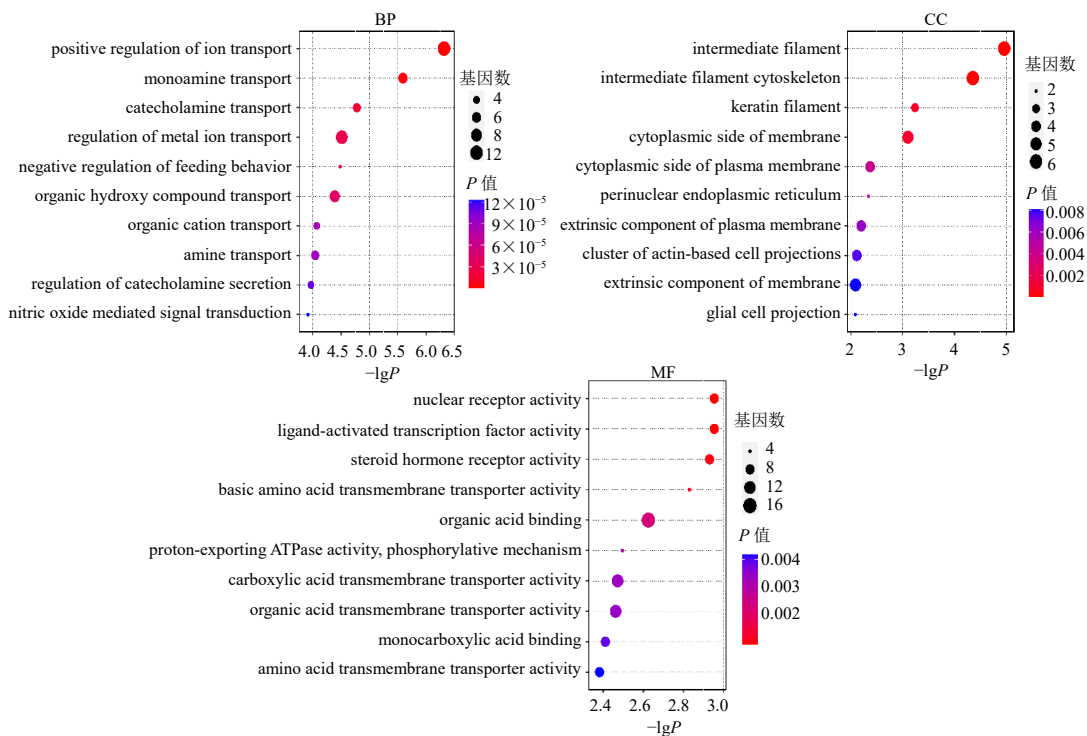 BP
positive regulation of ion transport
monoamine transport
catecholamine transport
regulation of metal ion transport
negative regulation of feeding behavior
organic hydroxy compound transport
organic cation transport
amine transport
regulation of catecholamine secretion
nitric oxide mediated signal transduction
4.0 4.5 5.0 5.5 6.0 6.5
−lgP
基因数
4
6
8
12
P 值
12×10⁻⁵
9×10⁻⁵
6×10⁻⁵
3×10⁻⁵
CC
intermediate filament
intermediate filament cytoskeleton
keratin filament
cytoplasmic side of membrane
cytoplasmic side of plasma membrane
perinuclear endoplasmic reticulum
extrinsic component of plasma membrane
cluster of actin-based cell projections
extrinsic component of membrane
glial cell projection
2 3 4 5
−lgP
基因数
2
3
4
5
6
P 值
0.008
0.006
0.004
0.002
MF
nuclear receptor activity
ligand-activated transcription factor activity
steroid hormone receptor activity
basic amino acid transmembrane transporter activity
organic acid binding
proton-exporting ATPase activity, phosphorylative mechanism
carboxylic acid transmembrane transporter activity
organic acid transmembrane transporter activity
monocarboxylic acid binding
amino acid transmembrane transporter activity
2.4 2.6 2.8 3.0
−lgP
基因数
4
8
12
16
P 值
0.004
0.003
0.002